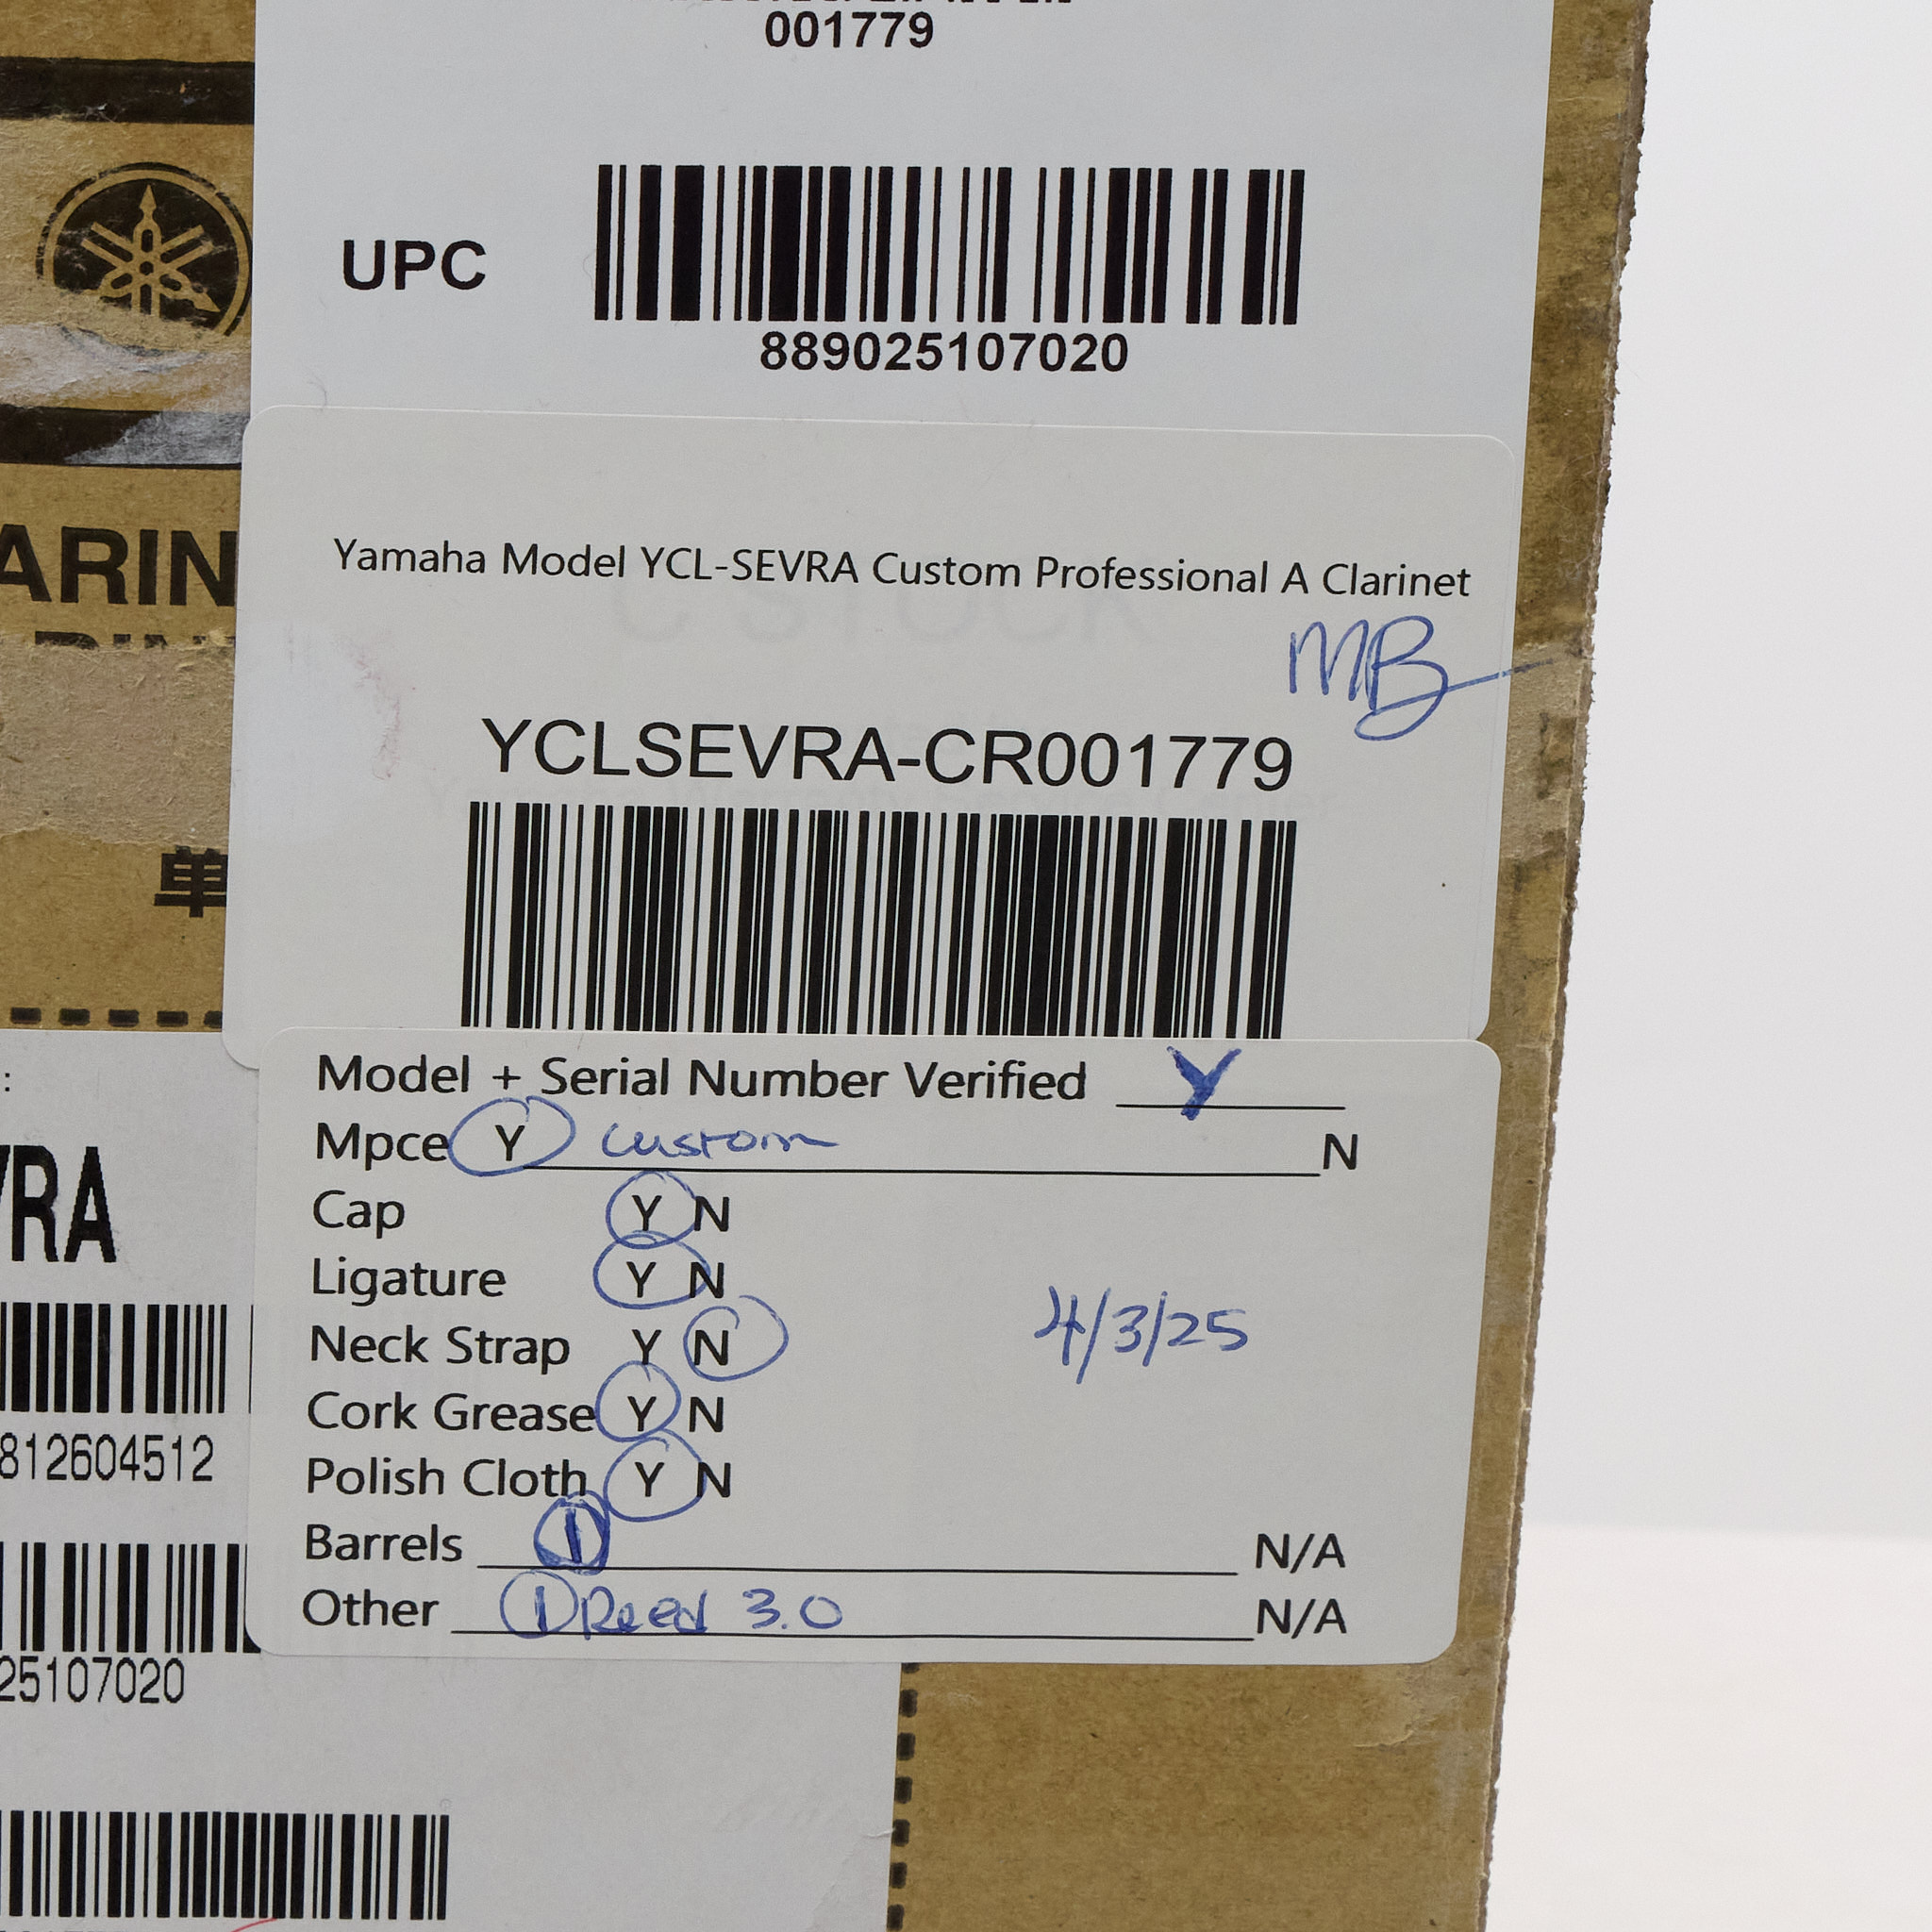 001779
UPC
889025107020
ARIN
Yamaha Model YCL-SEVRA Custom Professional A Clarinet
C STOCK
MB
YCLSEVRA-CR001779
単
:
Model + Serial Number Verified Y
Mpce Y custom N
VRA
Cap Y N
Ligature Y N
Neck Strap Y N
4/3/25
Cork Grease Y N
812604512
Polish Cloth Y N
Barrels 1 N/A
Other 1 Reed 3.0 N/A
25107020